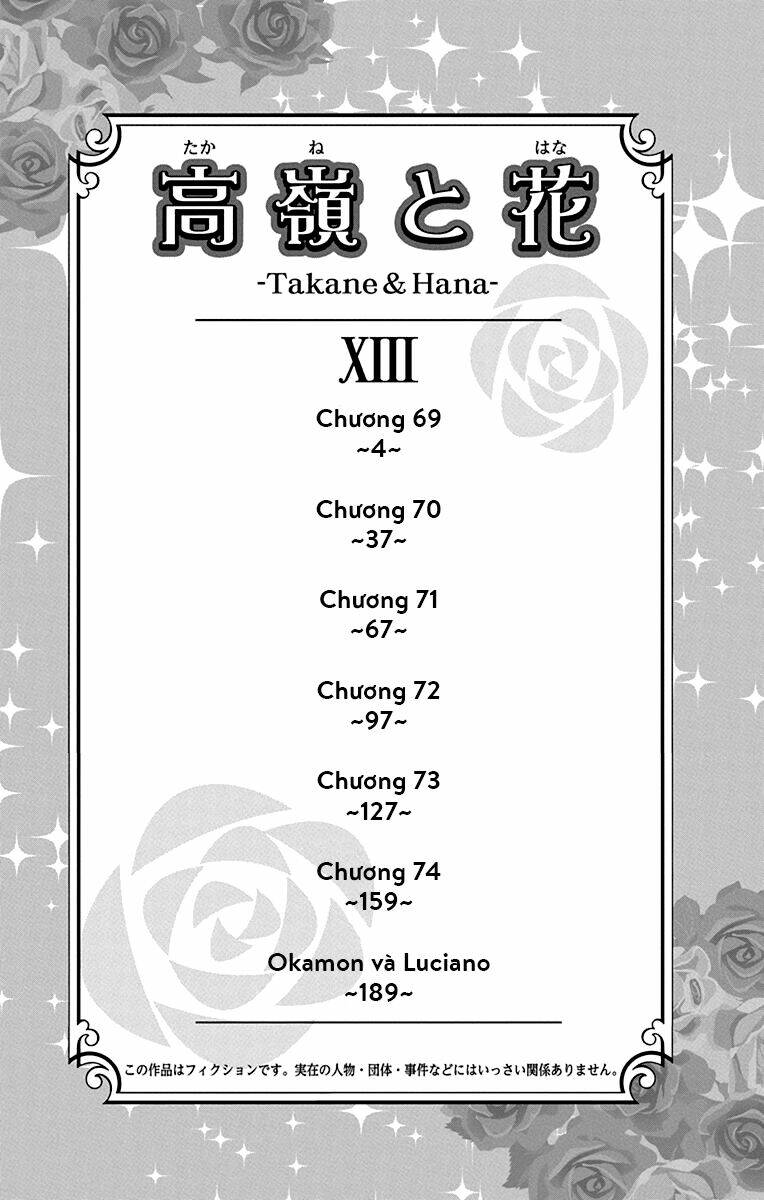 たか ね はな
高嶺と花
-Takane & Hana-
XIII
Chương 69
~4~
Chương 70
~37~
Chương 71
~67~
Chương 72
~97~
Chương 73
~127~
Chương 74
~159~
Okamon và Luciano
~189~
この作品はフィクションです。実在の人物・団体・事件などにはいっさい関係ありません。